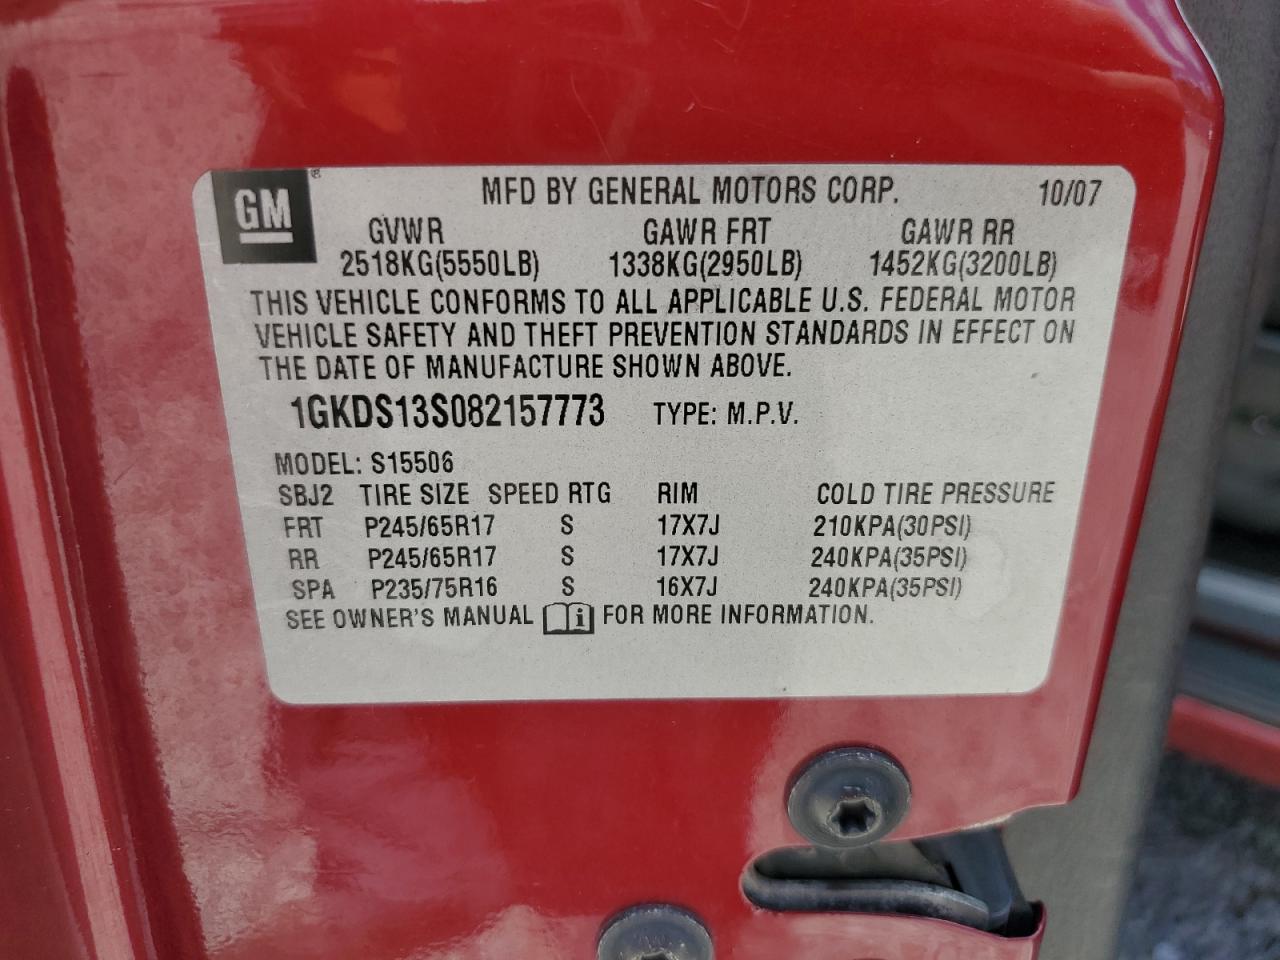 GM ® MFD BY GENERAL MOTORS CORP. 10/07
GVWR GAWR FRT GAWR RR
2518KG(5550LB) 1338KG(2950LB) 1452KG(3200LB)
THIS VEHICLE CONFORMS TO ALL APPLICABLE U.S. FEDERAL MOTOR
VEHICLE SAFETY AND THEFT PREVENTION STANDARDS IN EFFECT ON
THE DATE OF MANUFACTURE SHOWN ABOVE.
1GKDS13S082157773 TYPE: M.P.V.
MODEL: S15506
SBJ2 TIRE SIZE SPEED RTG RIM COLD TIRE PRESSURE
FRT P245/65R17 S 17X7J 210KPA(30PSI)
RR P245/65R17 S 17X7J 240KPA(35PSI)
SPA P235/75R16 S 16X7J 240KPA(35PSI)
SEE OWNER'S MANUAL i FOR MORE INFORMATION.